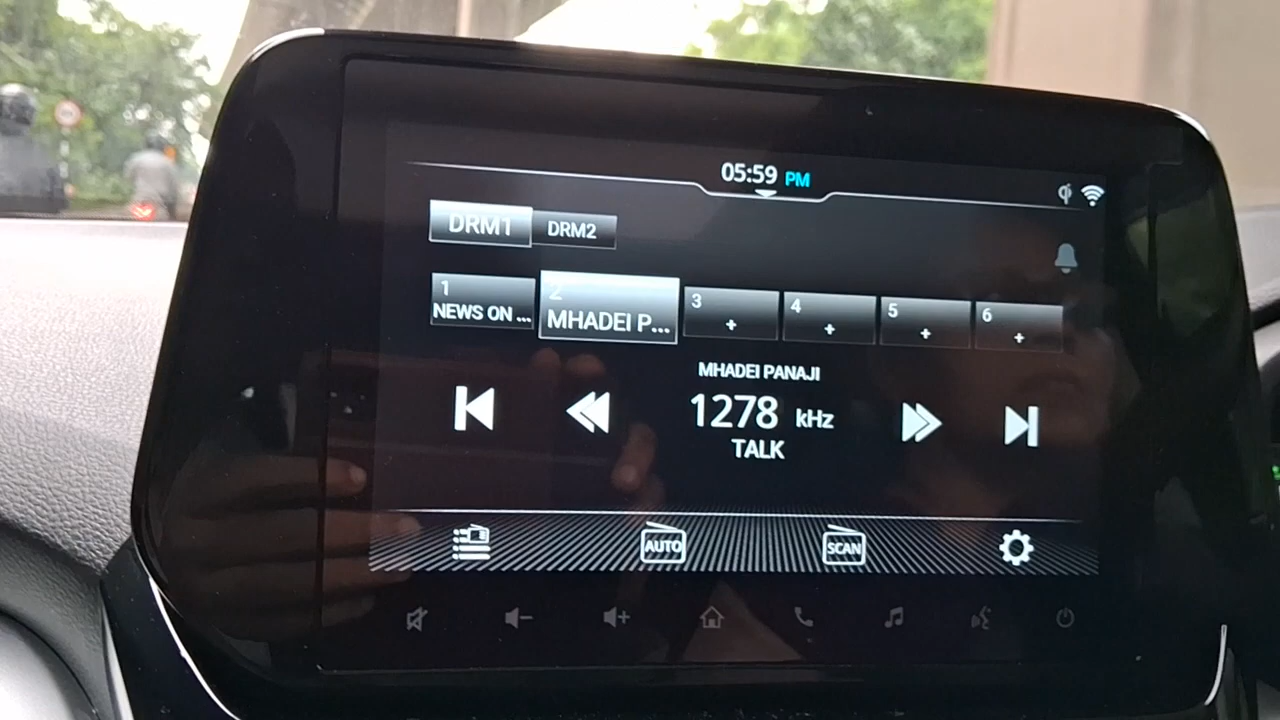 05:59 PM
DRM1 DRM2
1 NEWS ON ...
2 MHADEI P...
3 +
4 +
5 +
6 +
MHADEI PANAJI
1278 kHz
TALK
AUTO SCAN